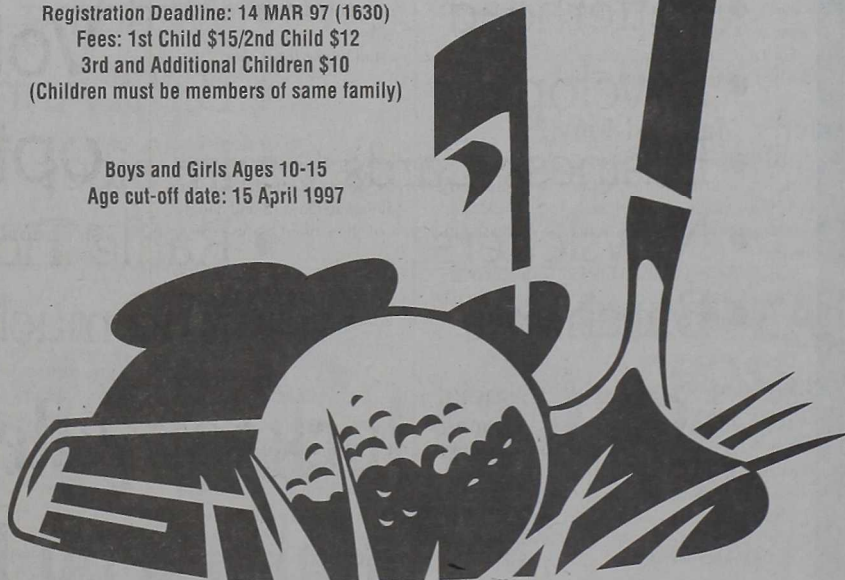 Registration Deadline: 14 MAR 97 (1630)
Fees: 1st Child $15/2nd Child $12
3rd and Additional Children $10
(Children must be members of same family)
Boys and Girls Ages 10-15
Age cut-off date: 15 April 1997